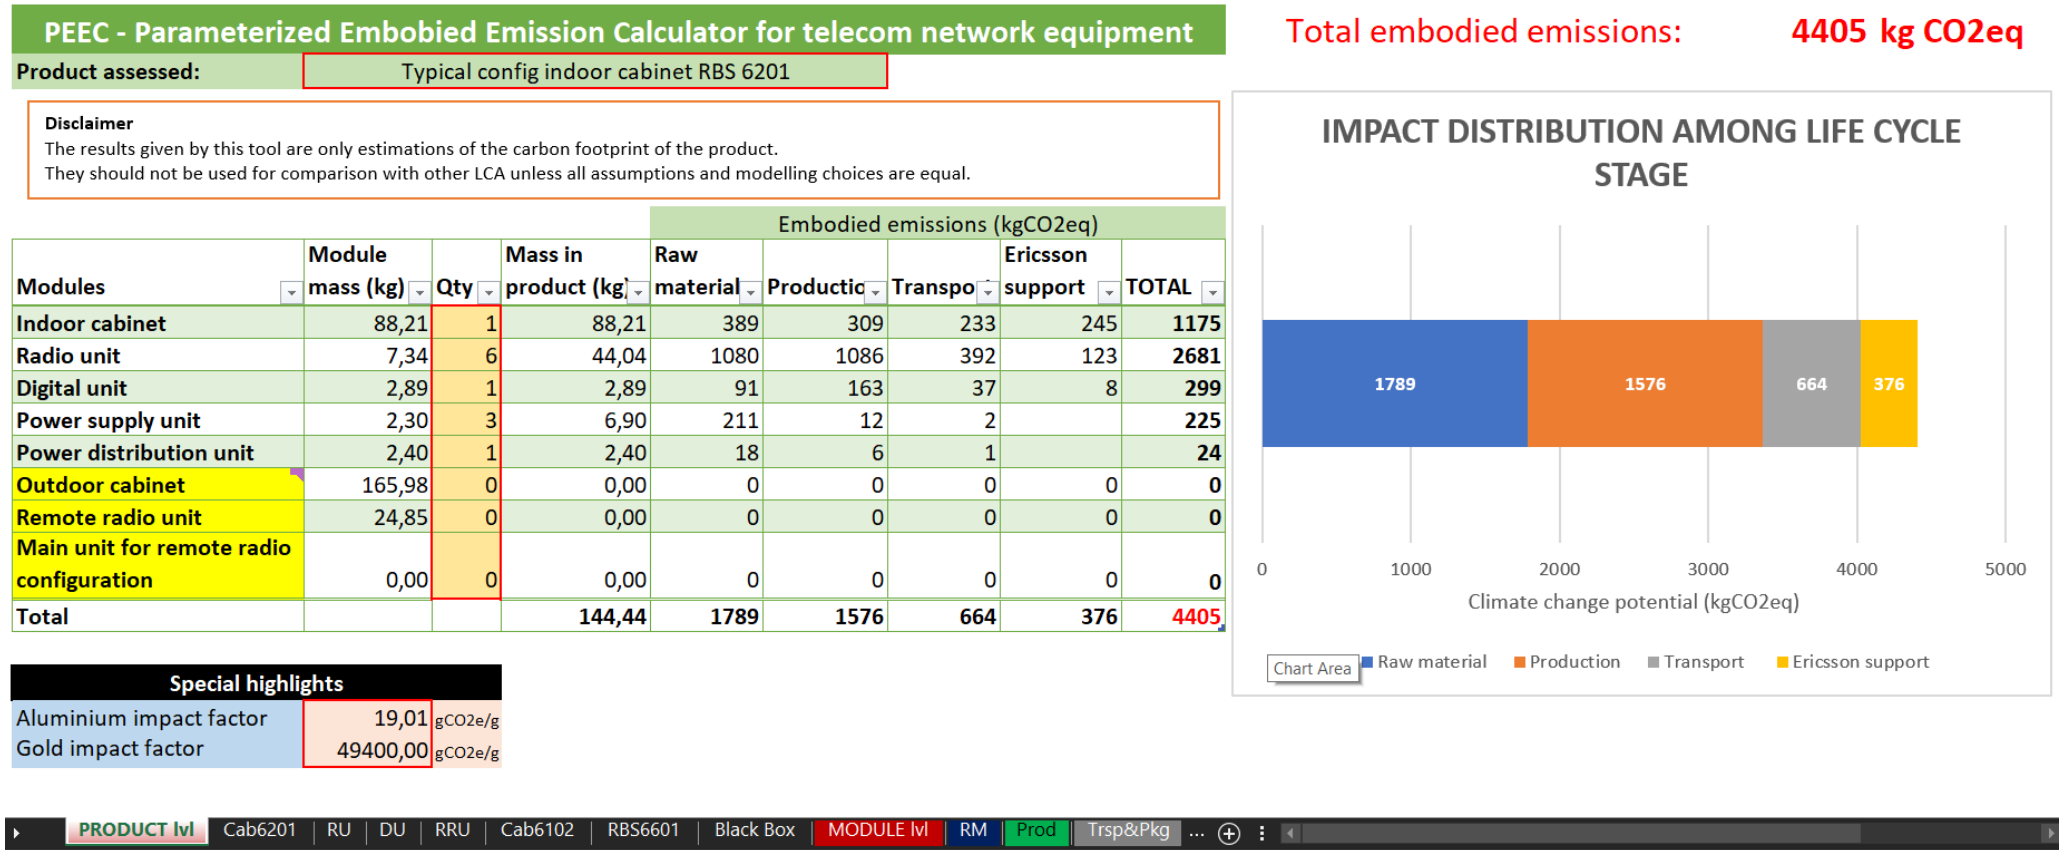 PEEC - Parameterized Embobied Emission Calculator for telecom network equipment
Total embodied emissions: 4405 kg CO2eq
Product assessed: Typical config indoor cabinet RBS 6201
Disclaimer
The results given by this tool are only estimations of the carbon footprint of the product.
They should not be used for comparison with other LCA unless all assumptions and modelling choices are equal.
Embodied emissions (kgCO2eq)
Modules Module mass (kg) Qty Mass in product (kg) Raw material Productio Transpo Ericsson support TOTAL
Indoor cabinet 88,21 1 88,21 389 309 233 245 1175
Radio unit 7,34 6 44,04 1080 1086 392 123 2681
Digital unit 2,89 1 2,89 91 163 37 8 299
Power supply unit 2,30 3 6,90 211 12 2 225
Power distribution unit 2,40 1 2,40 18 6 1 24
Outdoor cabinet 165,98 0 0,00 0 0 0 0 0
Remote radio unit 24,85 0 0,00 0 0 0 0 0
Main unit for remote radio
configuration 0,00 0 0,00 0 0 0 0 0
Total 144,44 1789 1576 664 376 4405
Special highlights
Aluminium impact factor 19,01 gCO2e/g
Gold impact factor 49400,00 gCO2e/g
IMPACT DISTRIBUTION AMONG LIFE CYCLE
STAGE
1789 1576 664 376
0 1000 2000 3000 4000 5000
Climate change potential (kgCO2eq)
Chart Area Raw material Production Transport Ericsson support
PRODUCT lvl Cab6201 RU DU RRU Cab6102 RBS6601 Black Box MODULE lvl RM Prod Trsp&Pkg ...